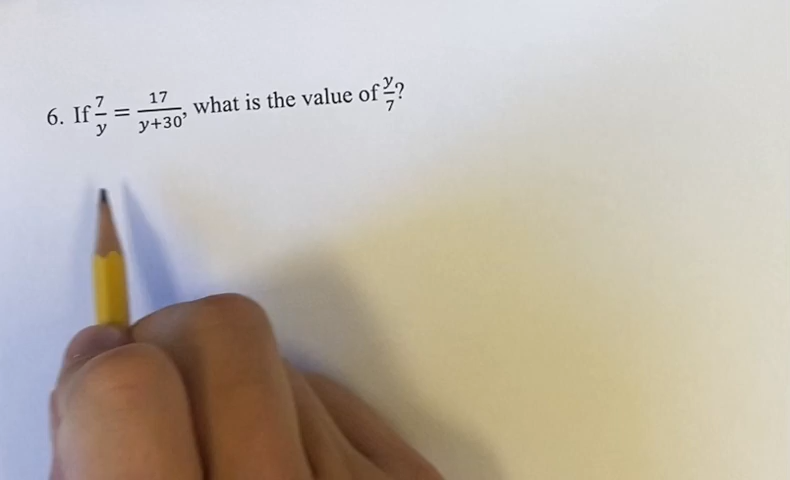 6. If 7/y = 17/(y+30), what is the value of y/7?